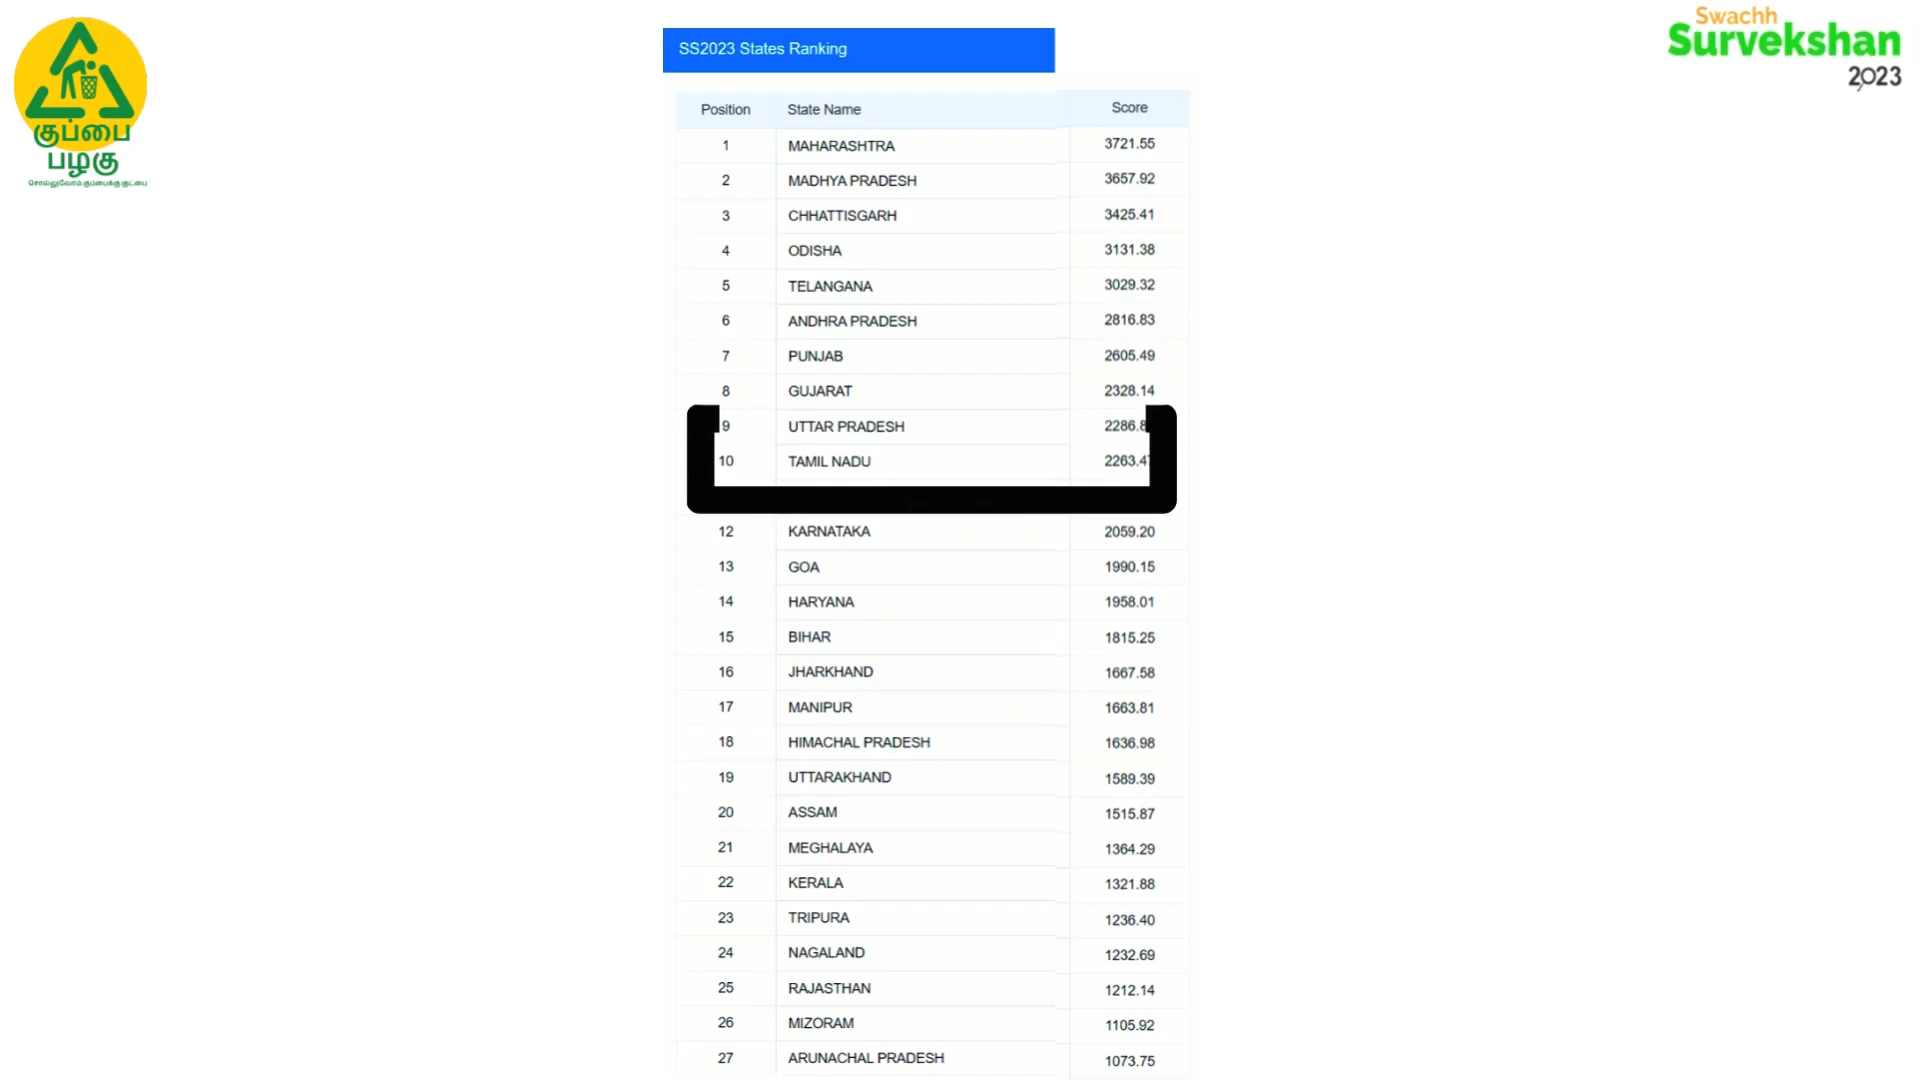 குப்பை
பழகு
சொல்லுவோம் குப்பைக்கு குட்பை
Swachh
Survekshan
2023
SS2023 States Ranking
Position State Name Score
1 MAHARASHTRA 3721.55
2 MADHYA PRADESH 3657.92
3 CHHATTISGARH 3425.41
4 ODISHA 3131.38
5 TELANGANA 3029.32
6 ANDHRA PRADESH 2816.83
7 PUNJAB 2605.49
8 GUJARAT 2328.14
9 UTTAR PRADESH 2286.8
10 TAMIL NADU 2263.4
12 KARNATAKA 2059.20
13 GOA 1990.15
14 HARYANA 1958.01
15 BIHAR 1815.25
16 JHARKHAND 1667.58
17 MANIPUR 1663.81
18 HIMACHAL PRADESH 1636.98
19 UTTARAKHAND 1589.39
20 ASSAM 1515.87
21 MEGHALAYA 1364.29
22 KERALA 1321.88
23 TRIPURA 1236.40
24 NAGALAND 1232.69
25 RAJASTHAN 1212.14
26 MIZORAM 1105.92
27 ARUNACHAL PRADESH 1073.75